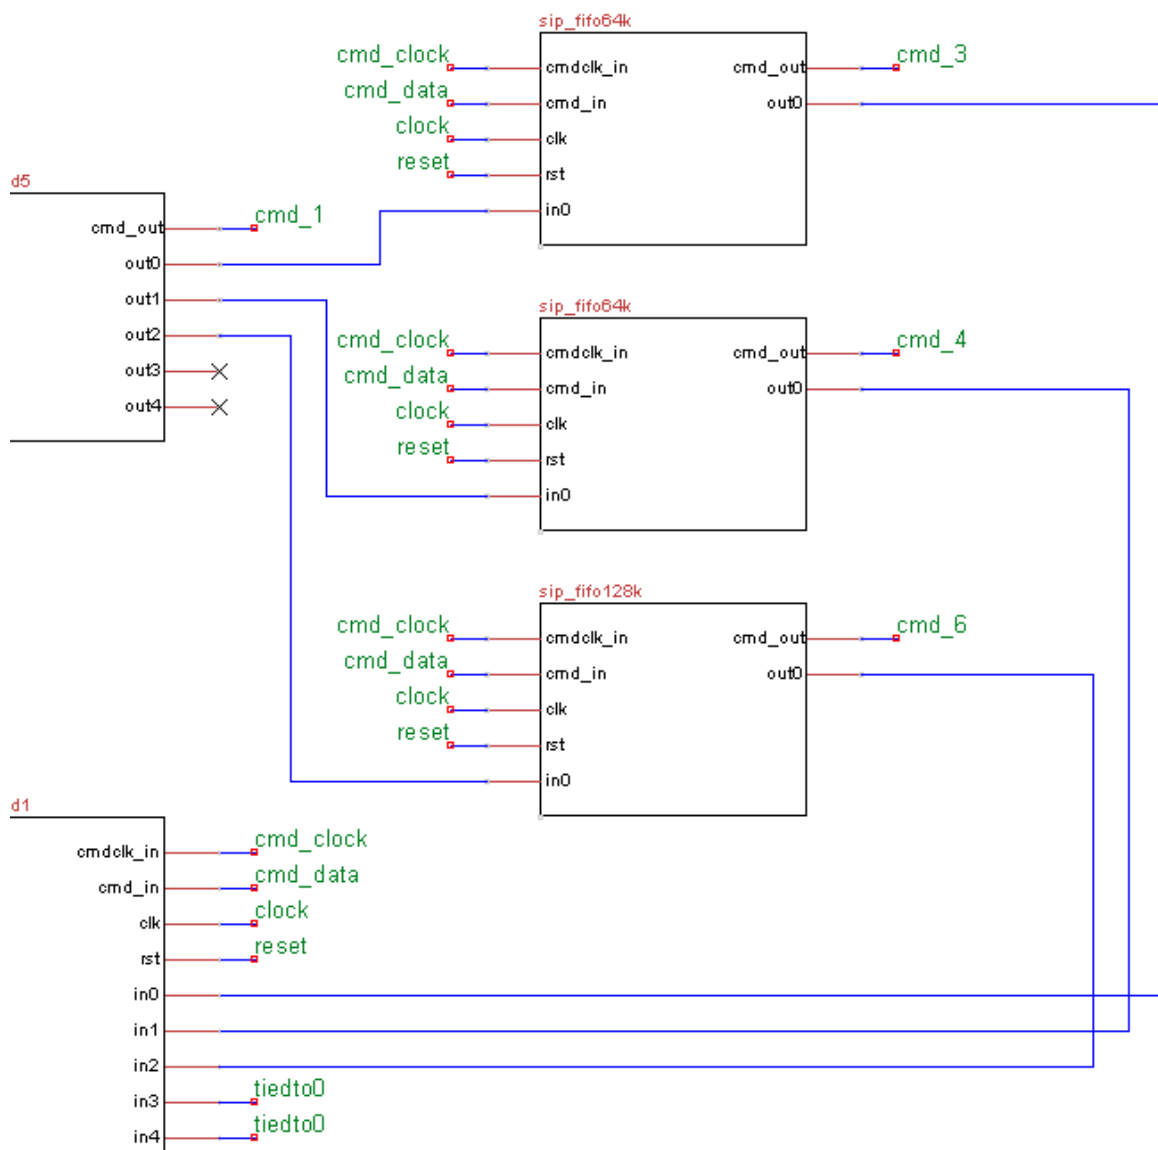 sip_fifo64k
cmd_clock
cmdclk_in
cmd_out
cmd_3
cmd_data
cmd_in
out0
clock
clk
reset
rst
in0
d5
cmd_out
cmd_1
out0
out1
out2
out3
out4
sip_fifo64k
cmd_clock
cmdclk_in
cmd_out
cmd_4
cmd_data
cmd_in
out0
clock
clk
reset
rst
in0
sip_fifo128k
cmd_clock
cmdclk_in
cmd_out
cmd_6
cmd_data
cmd_in
out0
clock
clk
reset
rst
in0
d1
cmdclk_in
cmd_clock
cmd_in
cmd_data
clk
clock
rst
reset
in0
in1
in2
in3
tiedto0
in4
tiedto0